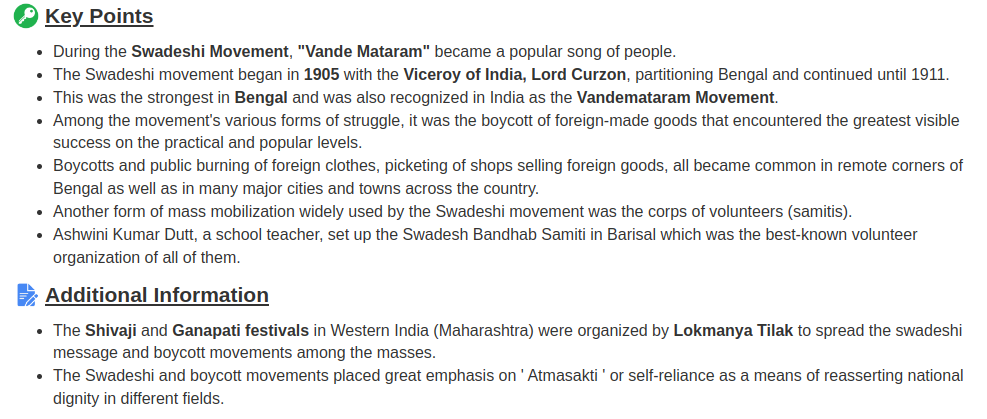 Key Points
During the Swadeshi Movement, "Vande Mataram" became a popular song of people.
The Swadeshi movement began in 1905 with the Viceroy of India, Lord Curzon, partitioning Bengal and continued until 1911.
This was the strongest in Bengal and was also recognized in India as the Vandemataram Movement.
Among the movement's various forms of struggle, it was the boycott of foreign-made goods that encountered the greatest visible
success on the practical and popular levels.
Boycotts and public burning of foreign clothes, picketing of shops selling foreign goods, all became common in remote corners of
Bengal as well as in many major cities and towns across the country.
Another form of mass mobilization widely used by the Swadeshi movement was the corps of volunteers (samitis).
Ashwini Kumar Dutt, a school teacher, set up the Swadesh Bandhab Samiti in Barisal which was the best-known volunteer
organization of all of them.
Additional Information
The Shivaji and Ganapati festivals in Western India (Maharashtra) were organized by Lokmanya Tilak to spread the swadeshi
message and boycott movements among the masses.
The Swadeshi and boycott movements placed great emphasis on ' Atmasakti ' or self-reliance as a means of reasserting national
dignity in different fields.